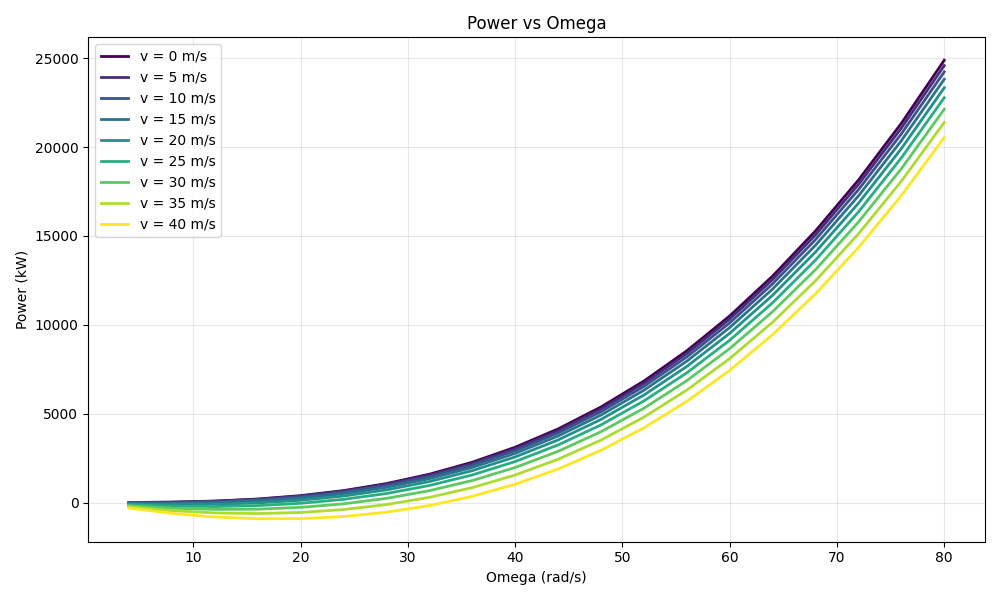 Power vs Omega
Power (kW)
25000
20000
15000
10000
5000
0
v = 0 m/s
v = 5 m/s
v = 10 m/s
v = 15 m/s
v = 20 m/s
v = 25 m/s
v = 30 m/s
v = 35 m/s
v = 40 m/s
10 20 30 40 50 60 70 80
Omega (rad/s)